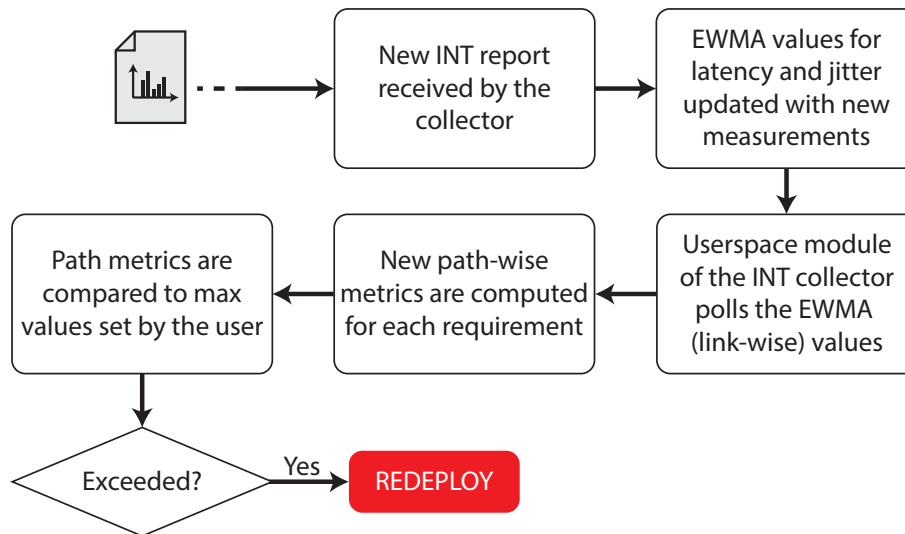 New INT report
received by the
collector
EWMA values for
latency and jitter
updated with new
measurements
Userspace module
of the INT collector
polls the EWMA
(link-wise) values
New path-wise
metrics are computed
for each requirement
Path metrics are
compared to max
values set by the user
Exceeded?
Yes
REDEPLOY